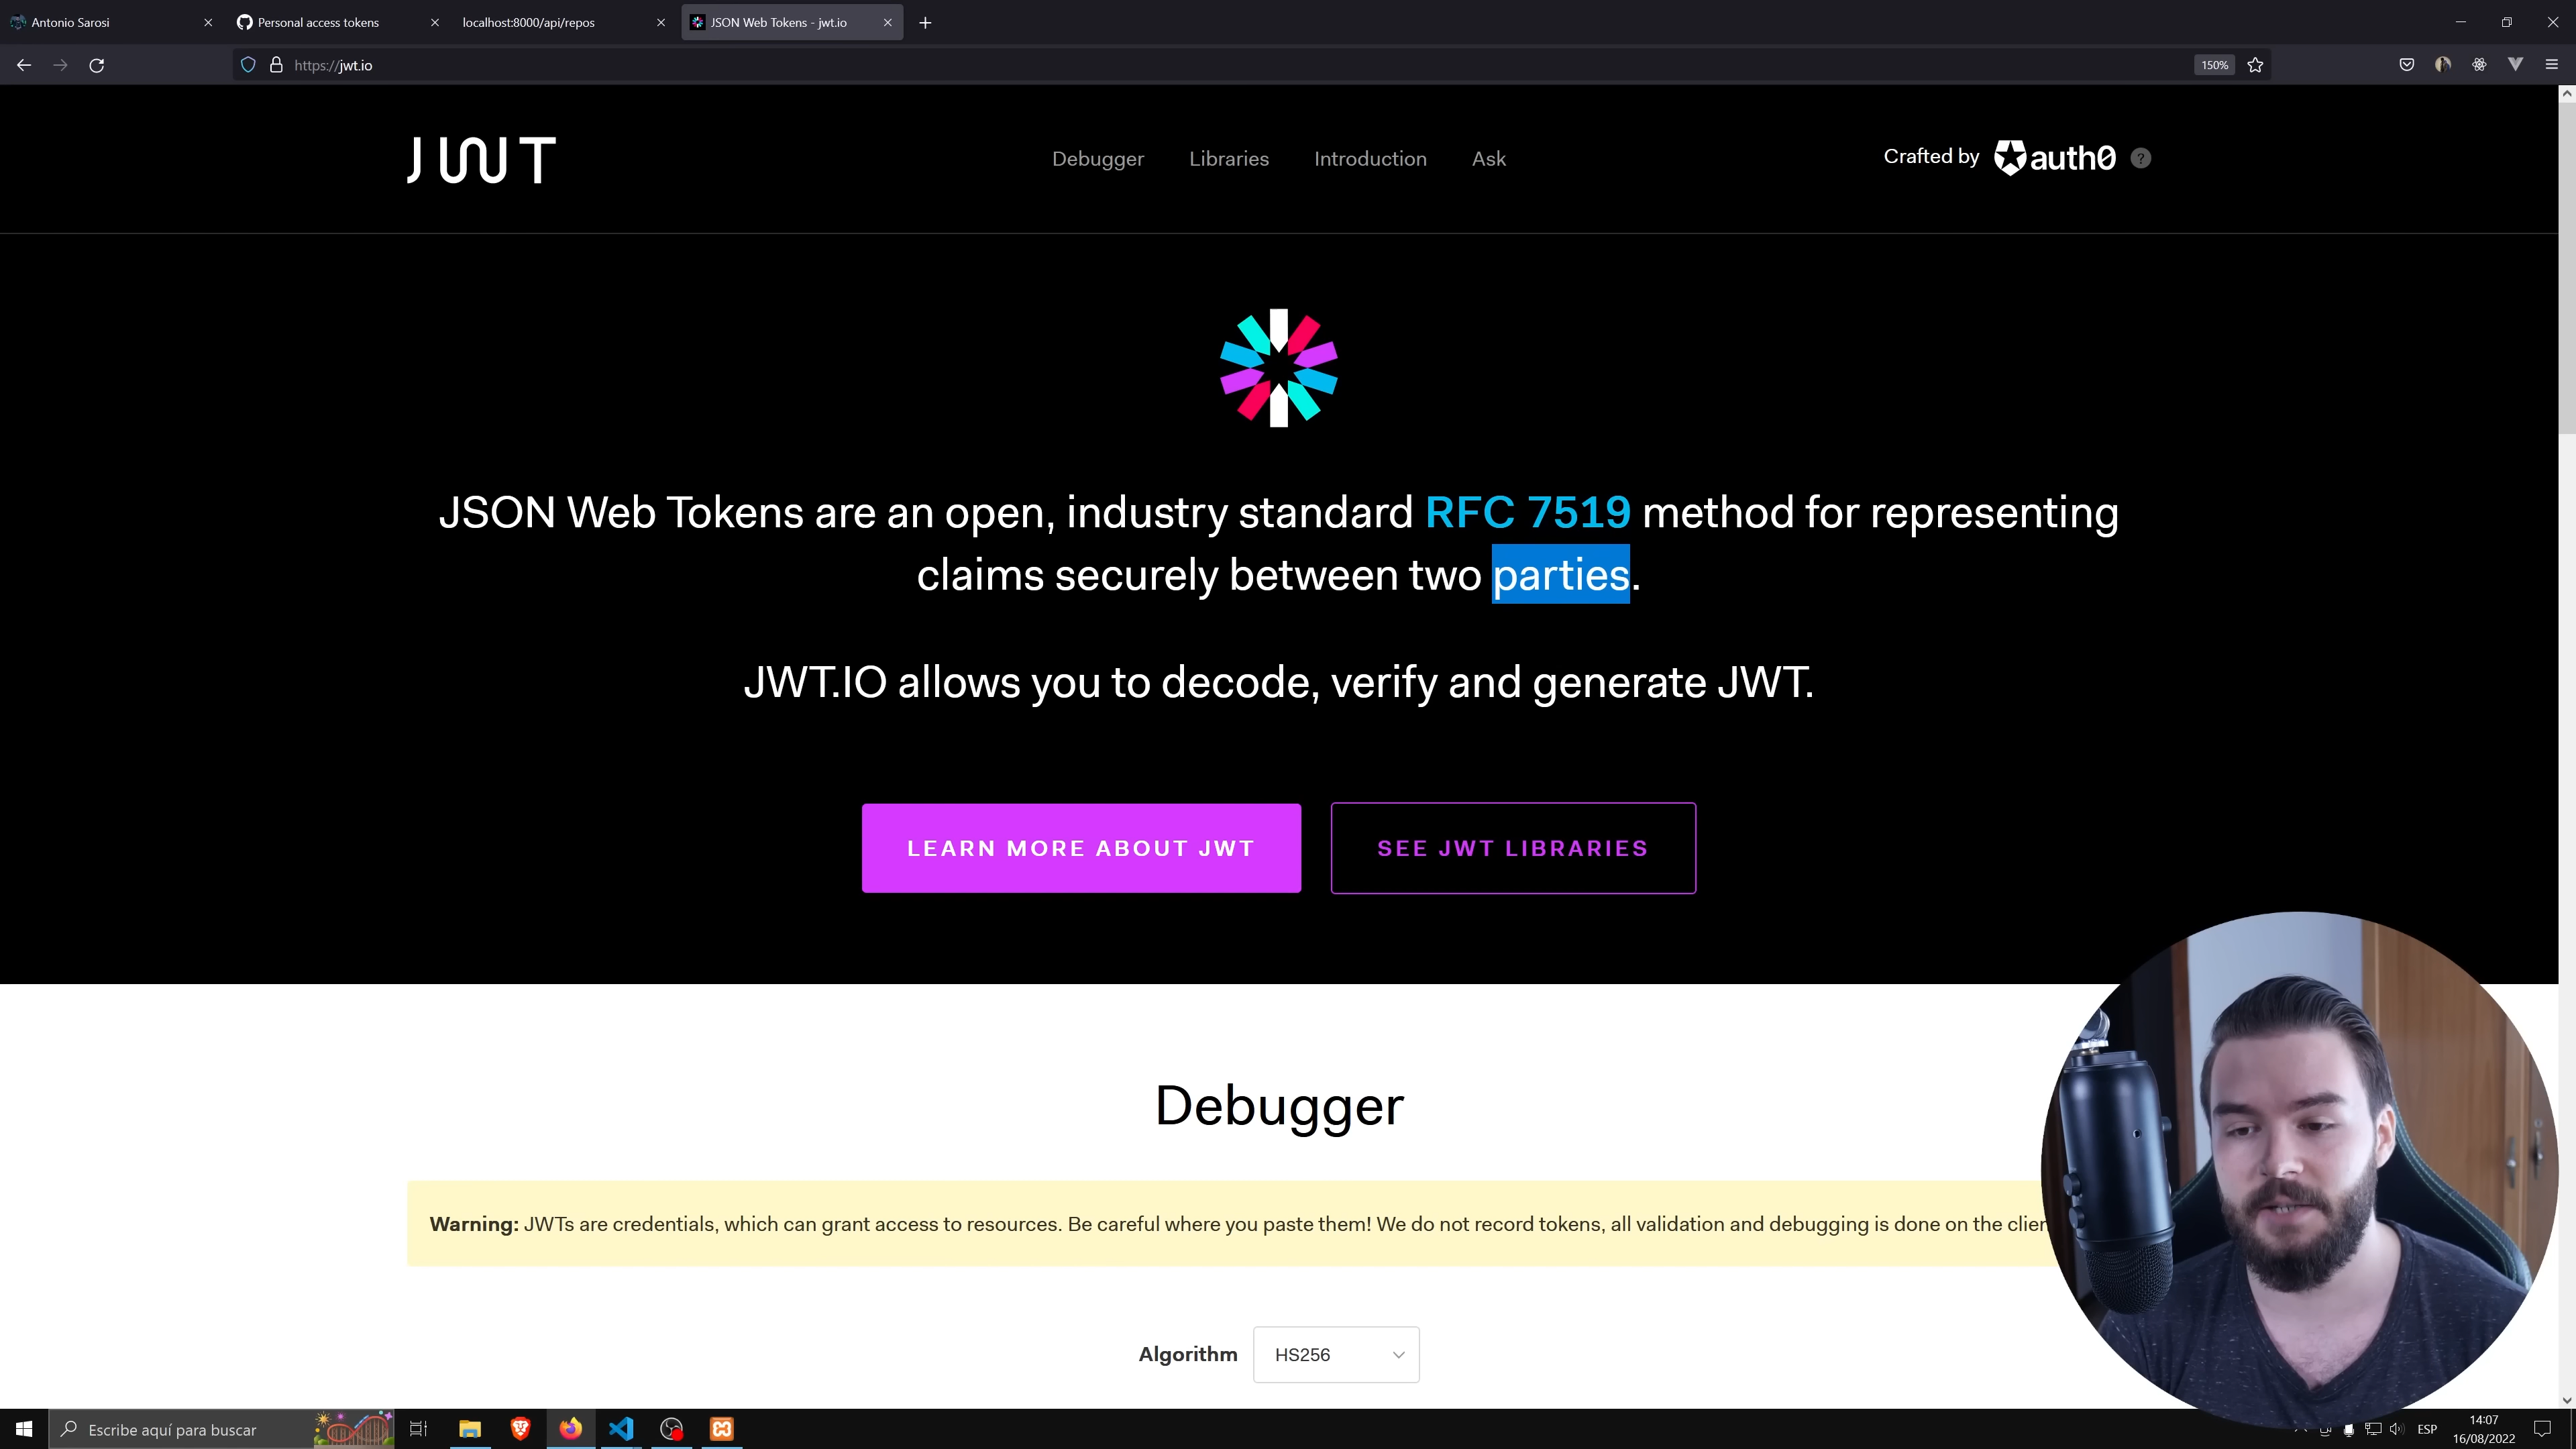 Antonio Sarosi
Personal access tokens
localhost:8000/api/repos
JSON Web Tokens - jwt.io
https://jwt.io
150%
JWT
Debugger
Libraries
Introduction
Ask
Crafted by auth0 ?
JSON Web Tokens are an open, industry standard RFC 7519 method for representing
claims securely between two parties.
JWT.IO allows you to decode, verify and generate JWT.
LEARN MORE ABOUT JWT
SEE JWT LIBRARIES
Debugger
Warning: JWTs are credentials, which can grant access to resources. Be careful where you paste them! We do not record tokens, all validation and debugging is done on the clien
Algorithm
HS256
Escribe aquí para buscar
ESP
14:07
16/08/2022